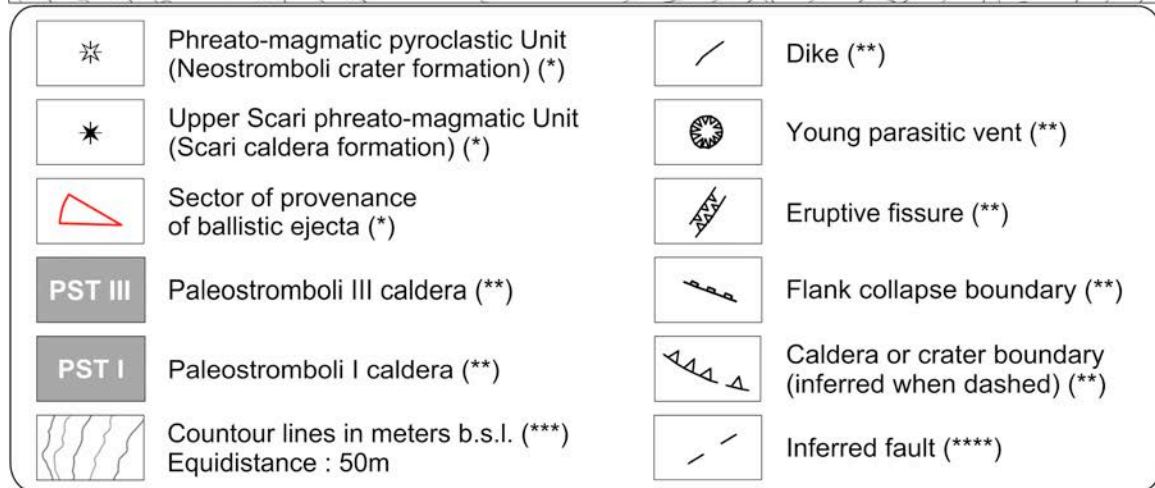 Phreato-magmatic pyroclastic Unit
(Neostromboli crater formation) (*)
Upper Scari phreato-magmatic Unit
(Scari caldera formation) (*)
Sector of provenance
of ballistic ejecta (*)
PST III
Paleostromboli III caldera (**)
PST I
Paleostromboli I caldera (**)
Countour lines in meters b.s.l. (***)
Equidistance : 50m
Dike (**)
Young parasitic vent (**)
Eruptive fissure (**)
Flank collapse boundary (**)
Caldera or crater boundary
(inferred when dashed) (**)
Inferred fault (****)